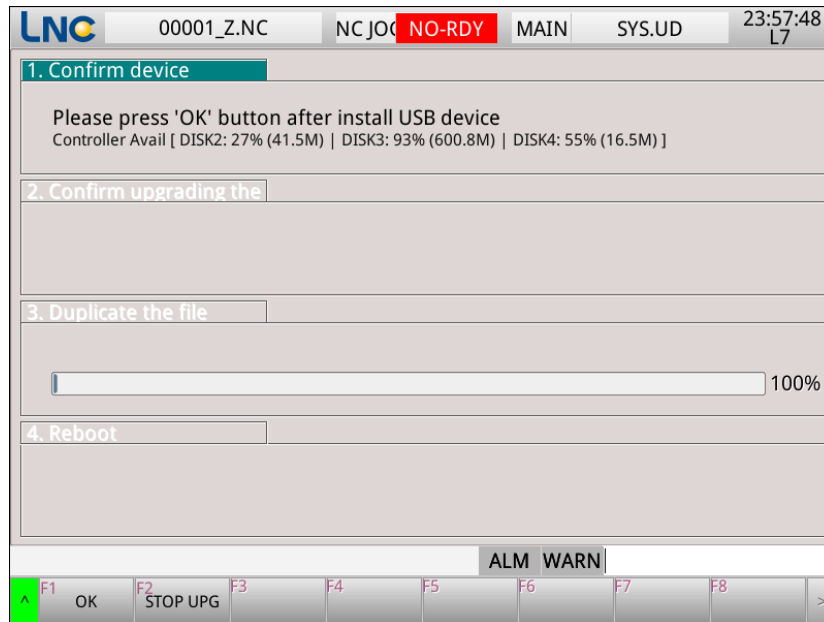 LNC 00001_Z.NC NC JOG NO-RDY MAIN SYS.UD 23:57:48
L7
1. Confirm device
Please press 'OK' button after install USB device
Controller Avail [ DISK2: 27% (41.5M) | DISK3: 93% (600.8M) | DISK4: 55% (16.5M) ]
2. Confirm upgrading the
3. Duplicate the file
100%
4. Reboot
ALM WARN
^ F1 OK F2 STOP UPG F3 F4 F5 F6 F7 F8 >